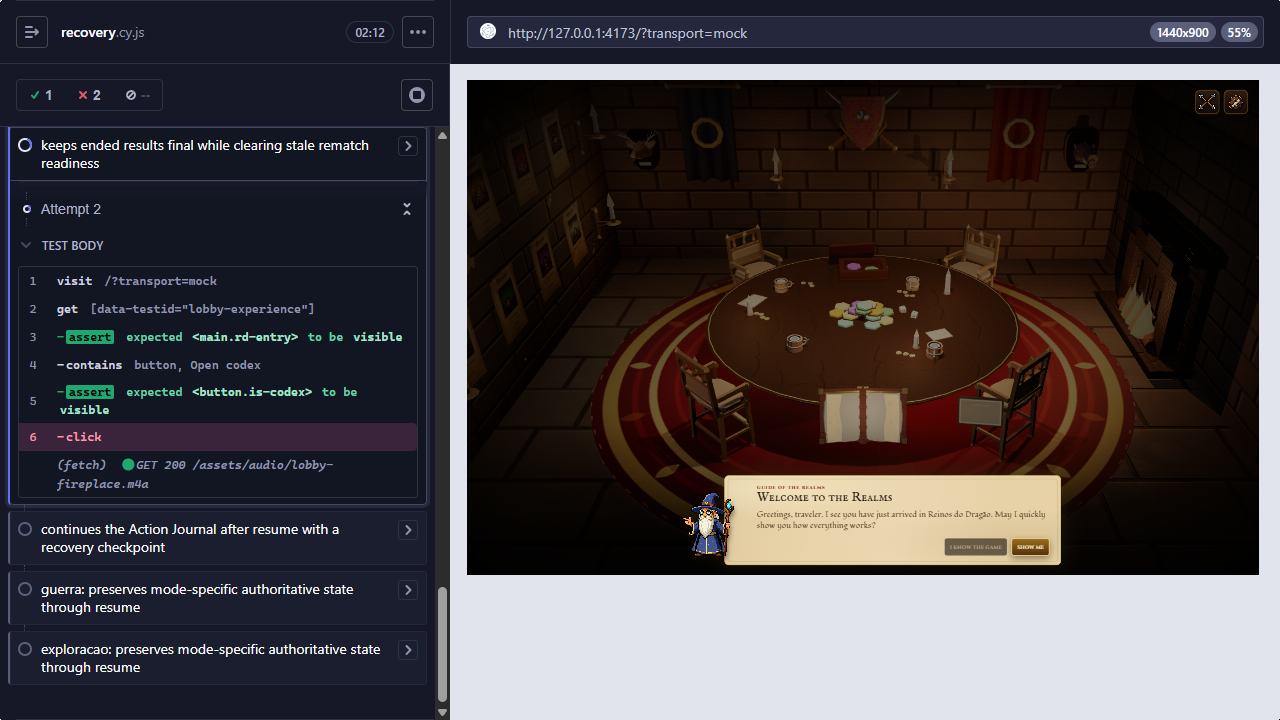 recovery.cy.js
02:12
http://127.0.0.1:4173/?transport=mock
1440x900
55%
1
2
--
keeps ended results final while clearing stale rematch
readiness
Attempt 2
TEST BODY
1 visit /?transport=mock
2 get [data-testid="lobby-experience"]
3 -assert expected <main.rd-entry> to be visible
4 -contains button, Open codex
5 -assert expected <button.is-codex> to be
visible
6 -click
(fetch) GET 200 /assets/audio/lobby-
fireplace.m4a
continues the Action Journal after resume with a
recovery checkpoint
guerra: preserves mode-specific authoritative state
through resume
exploracao: preserves mode-specific authoritative state
through resume
GUIDE OF THE REALMS
Welcome to the Realms
Greetings, traveler. I see you have just arrived in Reinos do Dragão. May I quickly
show you how everything works?
I KNOW THE GAME
SHOW ME